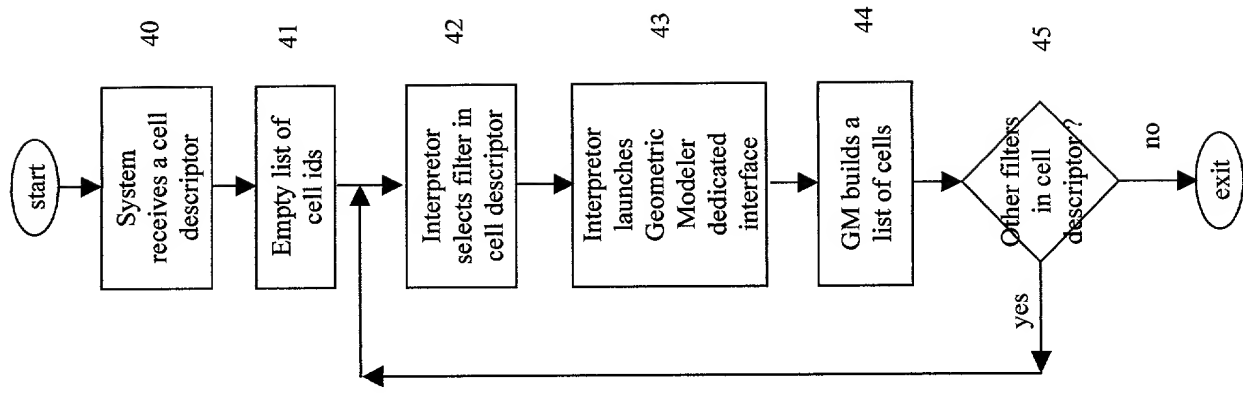 start
System
receives a cell
descriptor
40
Empty list of
cell ids
41
Interpretor
selects filter in
cell descriptor
42
Interpretor
launches
Geometric
Modeler
dedicated
interface
43
GM builds a
list of cells
44
Other filters
in cell
descriptor?
45
yes
no
exit